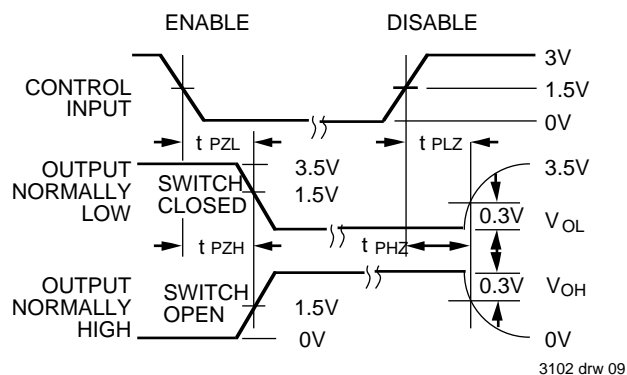 ENABLE DISABLE
3V
CONTROL
INPUT
1.5V
0V
t PZL
t PLZ
OUTPUT
NORMALLY
LOW
SWITCH
CLOSED
3.5V
1.5V
3.5V
0.3V
VOL
t PZH
t PHZ
OUTPUT
NORMALLY
HIGH
SWITCH
OPEN
1.5V
0V
0.3V
VOH
0V
3102 drw 09